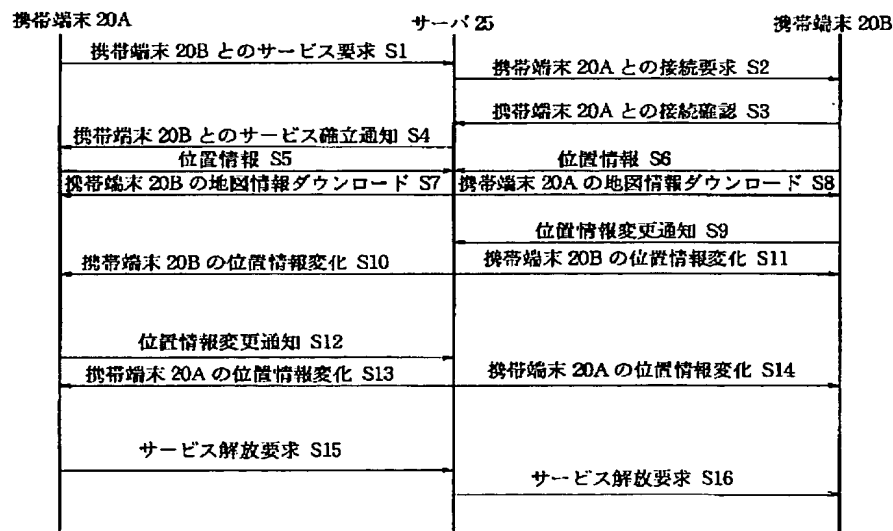 携帯端末 20A
サーバ 25
携帯端末 20B
携帯端末 20B とのサービス要求 S1
携帯端末 20A との接続要求 S2
携帯端末 20A との接続確認 S3
携帯端末 20B とのサービス確立通知 S4
位置情報 S5
位置情報 S6
携帯端末 20B の地図情報ダウンロード S7
携帯端末 20A の地図情報ダウンロード S8
位置情報変更通知 S9
携帯端末 20B の位置情報変化 S10
携帯端末 20B の位置情報変化 S11
位置情報変更通知 S12
携帯端末 20A の位置情報変化 S13
携帯端末 20A の位置情報変化 S14
サービス解放要求 S15
サービス解放要求 S16